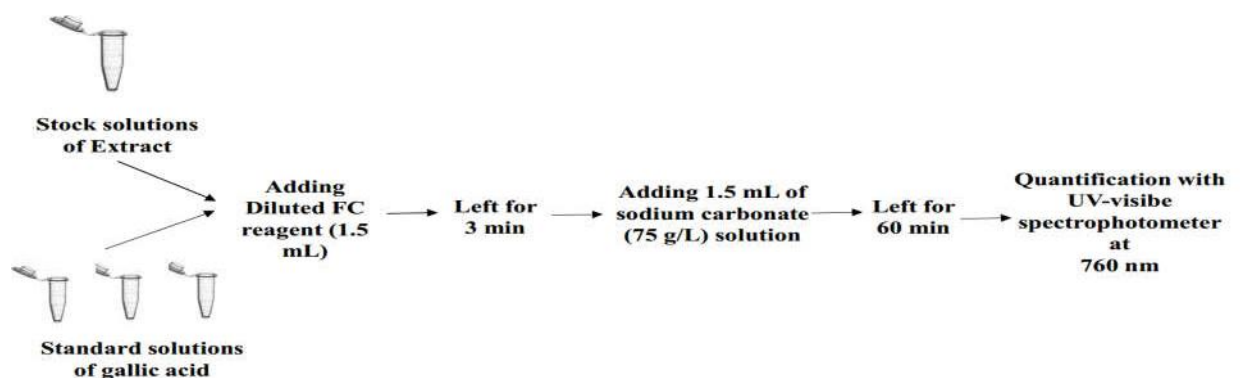 Stock solutions
of Extract
Standard solutions
of gallic acid
Adding
Diluted FC
reagent (1.5
mL)
Left for
3 min
Adding 1.5 mL of
sodium carbonate
(75 g/L) solution
Left for
60 min
Quantification with
UV-visibe
spectrophotometer
at
760 nm